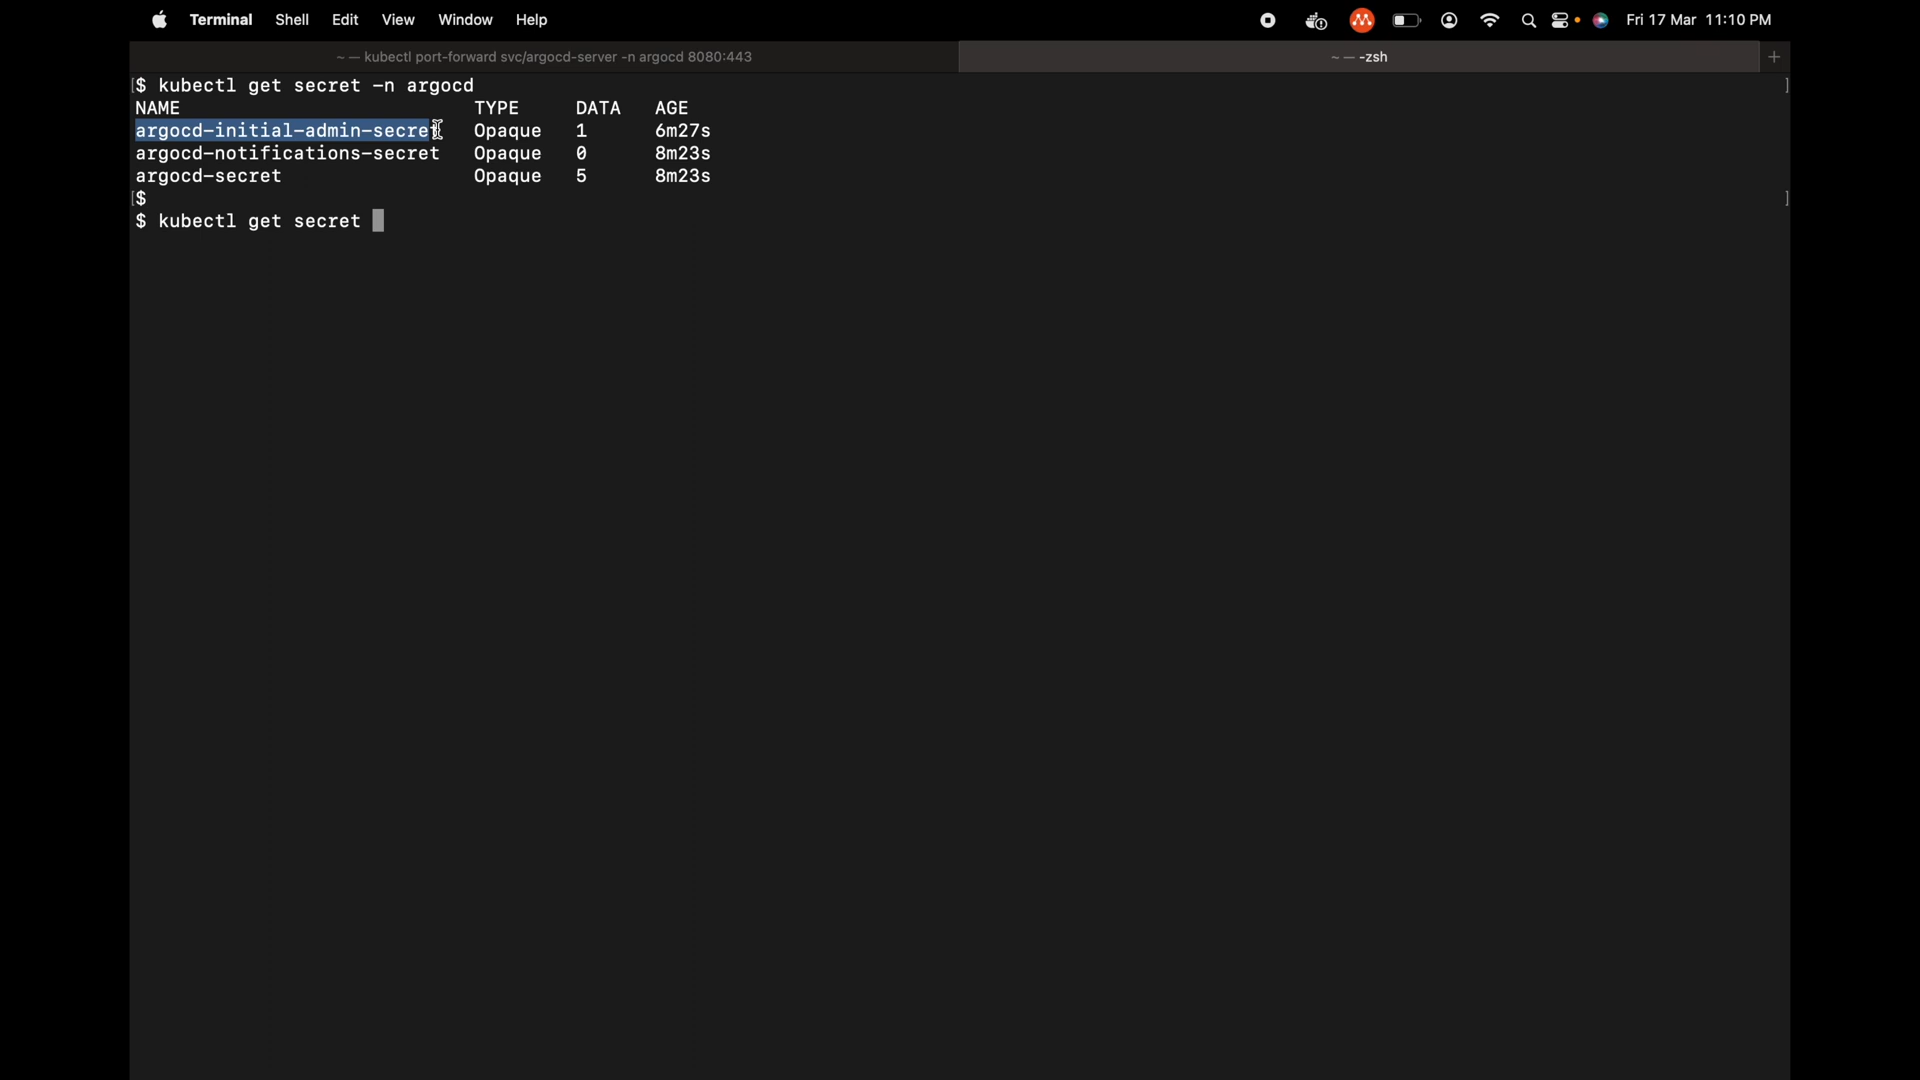 Terminal Shell Edit View Window Help Fri 17 Mar 11:10 PM
~ — kubectl port-forward svc/argocd-server -n argocd 8080:443 ~ — -zsh +
[$ kubectl get secret -n argocd ]
NAME TYPE DATA AGE
argocd-initial-admin-secret Opaque 1 6m27s
argocd-notifications-secret Opaque 0 8m23s
argocd-secret Opaque 5 8m23s
[$ ]
$ kubectl get secret